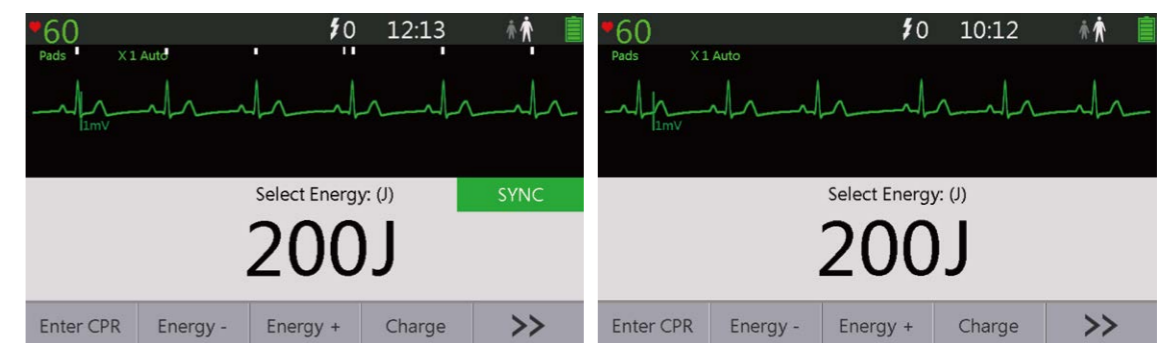 60 0 12:13
Pads X 1 Auto
1mV
Select Energy: (J) SYNC
200J
Enter CPR Energy - Energy + Charge >>
60 0 10:12
Pads X 1 Auto
1mV
Select Energy: (J)
200J
Enter CPR Energy - Energy + Charge >>